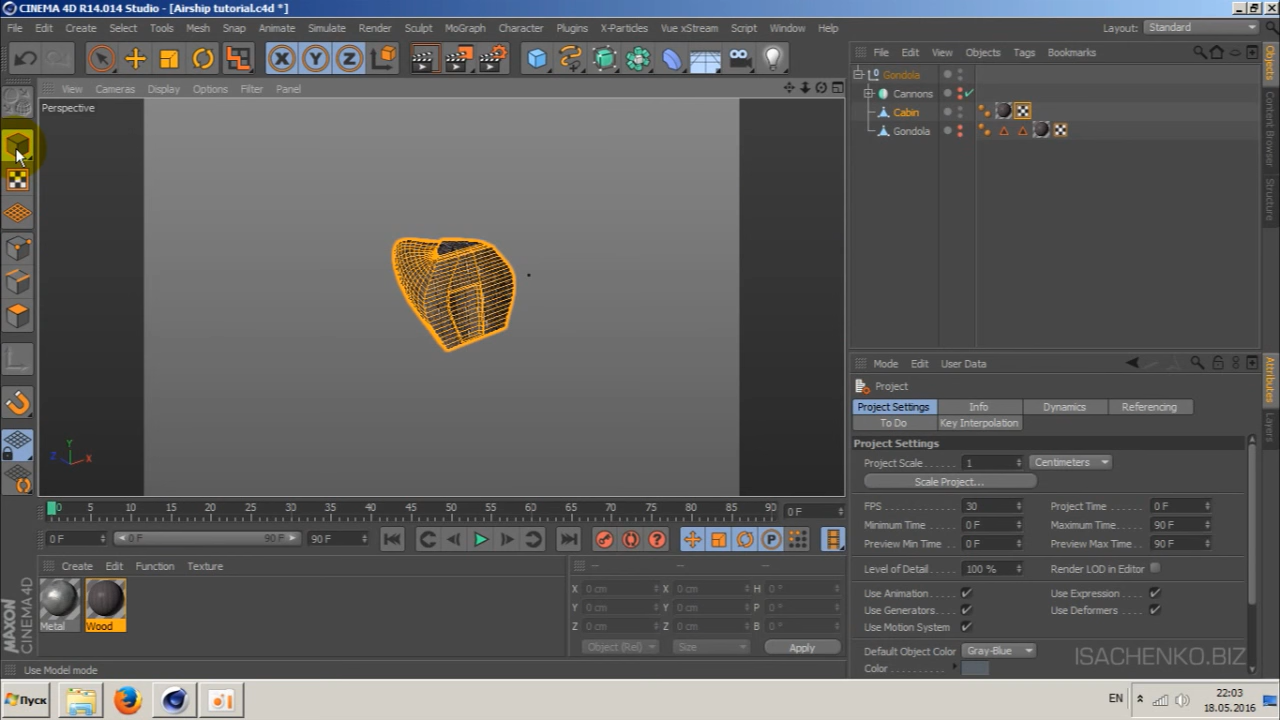 CINEMA 4D R14.014 Studio - [Airship tutorial.c4d *]
File Edit Create Select Tools Mesh Snap Animate Simulate Render Sculpt MoGraph Character Plugins X-Particles Vue xStream Script Window Help
Layout: Standard
X Y Z
File Edit View Objects Tags Bookmarks
View Cameras Display Options Filter Panel
Perspective
Gondola
Cannons
Cabin
Gondola
Objects
Content Browser
Structure
Mode Edit User Data
Project
Project Settings Info Dynamics Referencing
To Do Key Interpolation
Project Settings
Project Scale 1 Centimeters
Scale Project...
FPS 30 Project Time 0 F
Minimum Time 0 F Maximum Time 90 F
Preview Min Time 0 F Preview Max Time 90 F
Level of Detail 100 % Render LOD in Editor
Use Animation Use Expression
Use Generators Use Deformers
Use Motion System
Default Object Color Gray-Blue
Color
Attributes
Layers
Y
Z X
0 5 10 15 20 25 30 35 40 45 50 55 60 65 70 75 80 85 90 0 F
0 F 0 F 90 F 90 F
P
Create Edit Function Texture
Metal
Wood
-- -- --
X 0 cm X 0 cm H 0 °
Y 0 cm Y 0 cm P 0 °
Z 0 cm Z 0 cm B 0 °
Object (Rel) Size Apply
MAXON CINEMA 4D
Use Model mode
ISACHENKO.BIZ
Пуск
EN
22:03
18.05.2016